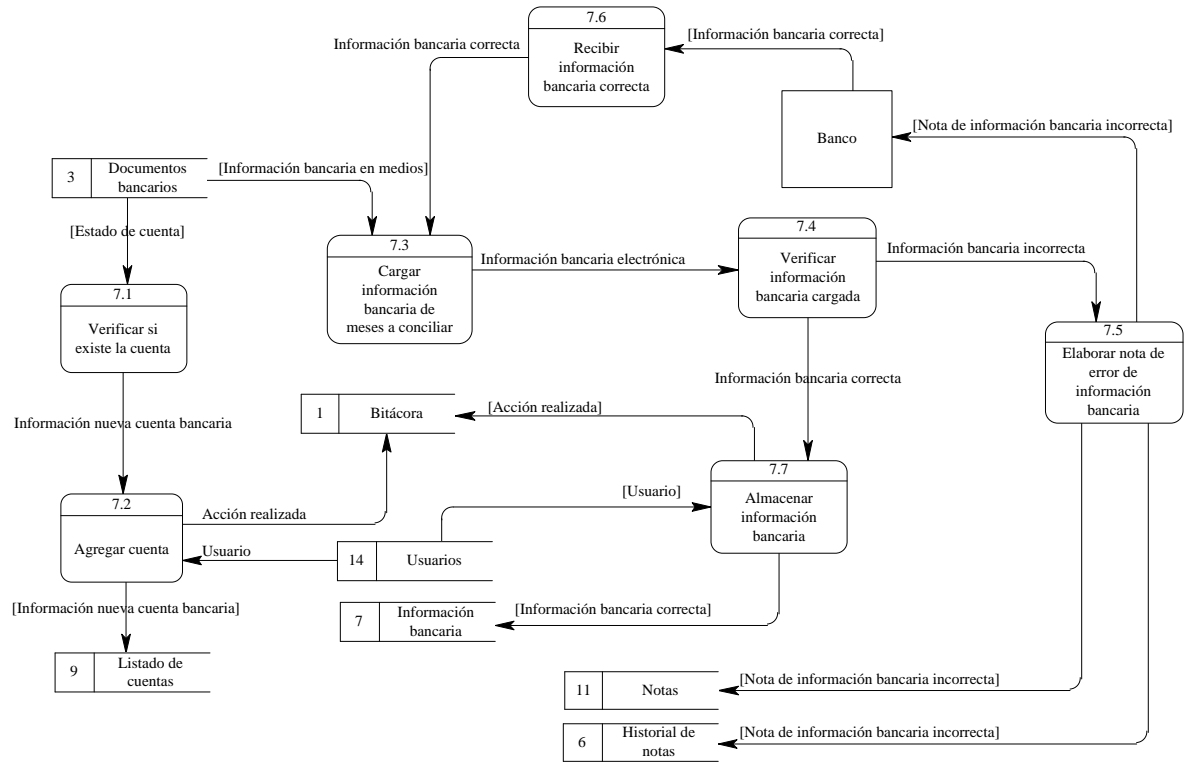 7.6
Recibir
información
bancaria correcta
Información bancaria correcta
[Información bancaria correcta]
Banco
[Nota de información bancaria incorrecta]
3
Documentos
bancarios
[Información bancaria en medios]
[Estado de cuenta]
7.3
Cargar
información
bancaria de
meses a conciliar
Información bancaria electrónica
7.4
Verificar
información
bancaria cargada
Información bancaria incorrecta
7.1
Verificar si
existe la cuenta
7.5
Elaborar nota de
error de
información
bancaria
Información bancaria correcta
Información nueva cuenta bancaria
1
Bitácora
[Acción realizada]
7.7
Almacenar
información
bancaria
[Usuario]
7.2
Agregar cuenta
Acción realizada
Usuario
14
Usuarios
[Información nueva cuenta bancaria]
7
Información
bancaria
[Información bancaria correcta]
9
Listado de
cuentas
11
Notas
[Nota de información bancaria incorrecta]
6
Historial de
notas
[Nota de información bancaria incorrecta]